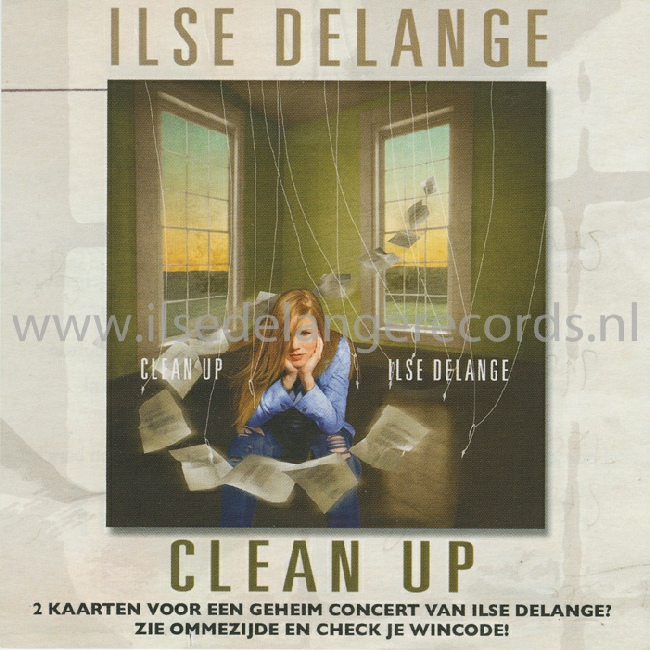 ILSE DELANGE
www.ilsedelangerecords.nl
CLEAN UP
ILSE DELANGE
CLEAN UP
2 KAARTEN VOOR EEN GEHEIM CONCERT VAN ILSE DELANGE?
ZIE OMMEZIJDE EN CHECK JE WINCODE!